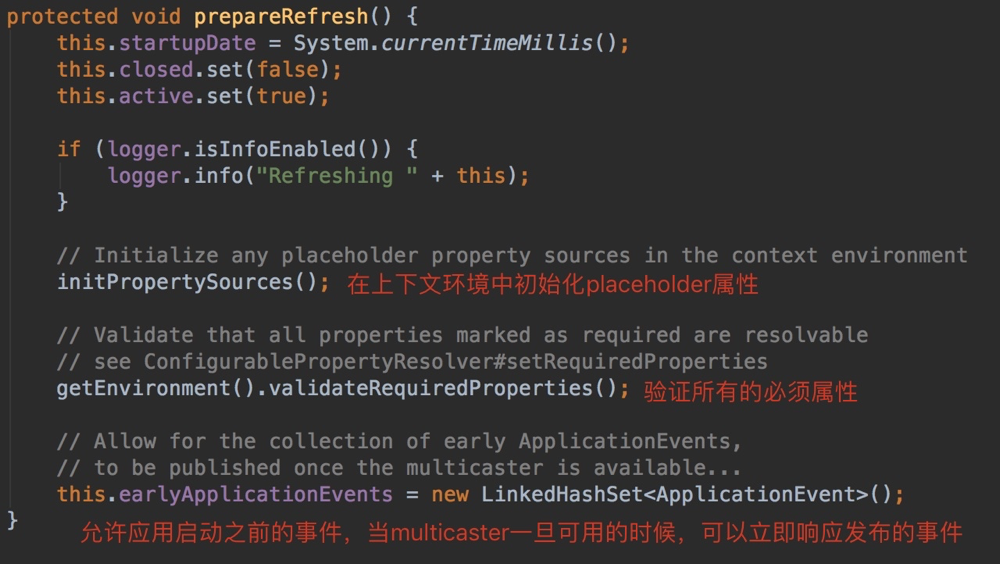 protected void prepareRefresh() {
this.startupDate = System.currentTimeMillis();
this.closed.set(false);
this.active.set(true);
if (logger.isInfoEnabled()) {
logger.info("Refreshing " + this);
}
// Initialize any placeholder property sources in the context environment
initPropertySources(); 在上下文环境中初始化placeholder属性
// Validate that all properties marked as required are resolvable
// see ConfigurablePropertyResolver#setRequiredProperties
getEnvironment().validateRequiredProperties(); 验证所有的必须属性
// Allow for the collection of early ApplicationEvents,
// to be published once the multicaster is available...
this.earlyApplicationEvents = new LinkedHashSet<ApplicationEvent>();
}
允许应用启动之前的事件，当multicaster一旦可用的时候，可以立即响应发布的事件